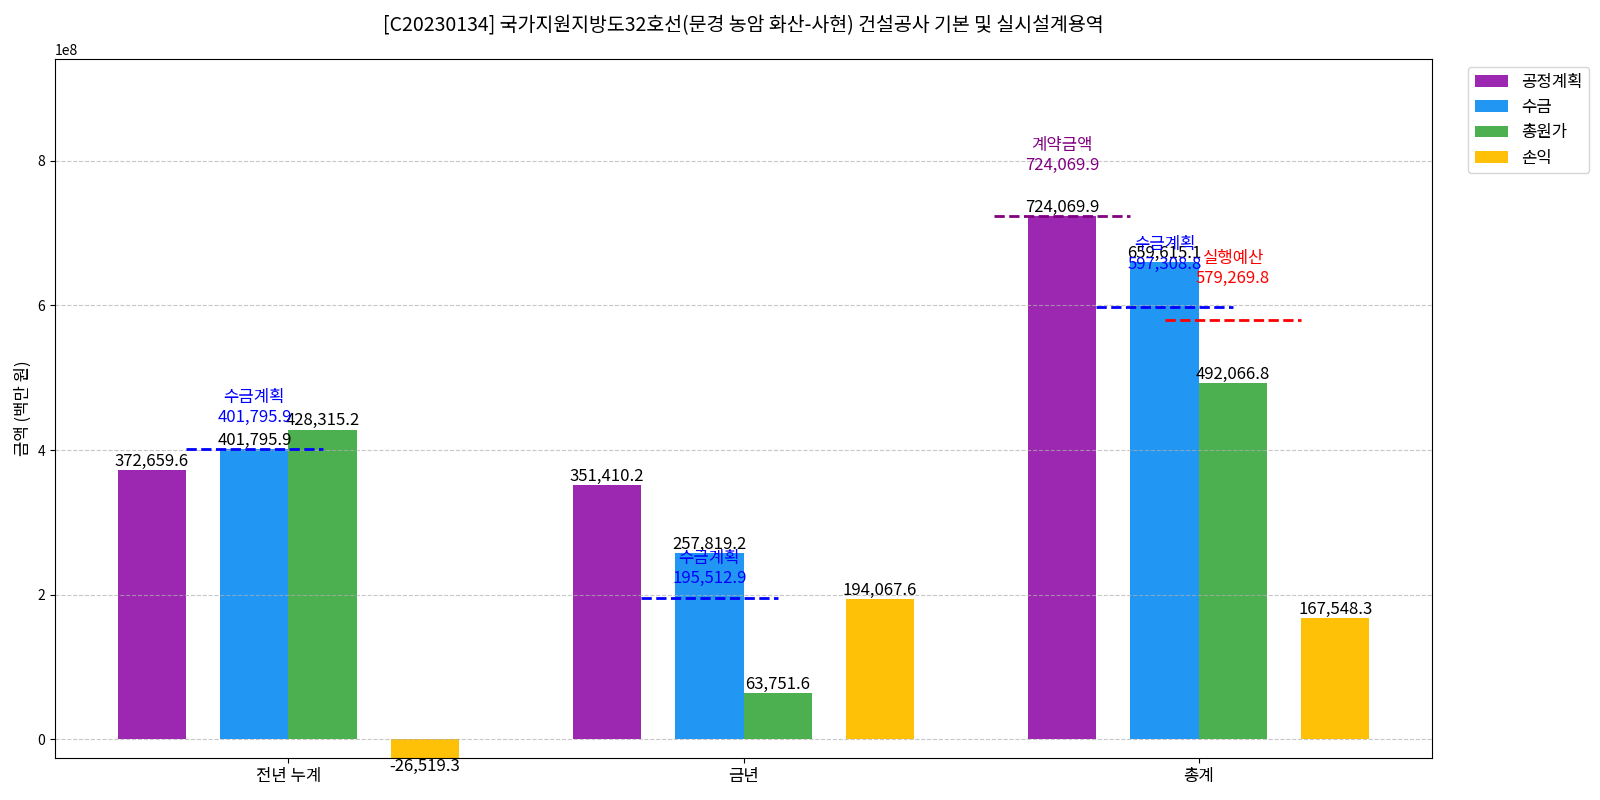 [C20230134] 국가지원지방도32호선(문경 농암 화산-사현) 건설공사 기본 및 실시설계용역
1e8
금액 (백만 원)
8
6
4
2
0
전년 누계
금년
총계
372,659.6
수금계획
401,795.9
401,795.9
428,315.2
-26,519.3
351,410.2
257,819.2
수금계획
195,512.9
63,751.6
194,067.6
계약금액
724,069.9
724,069.9
수금계획
659,615.1
597,308.8
실행예산
579,269.8
492,066.8
167,548.3
공정계획
수금
총원가
손익